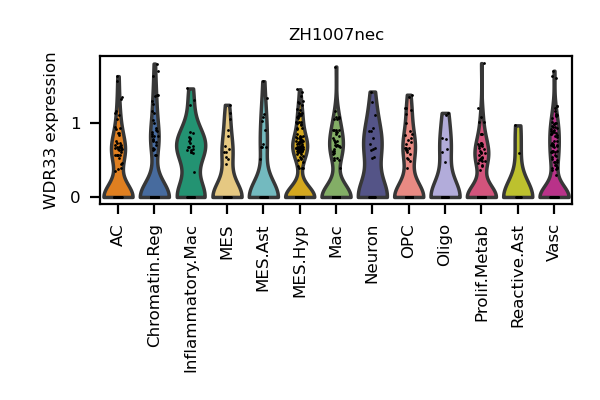 ZH1007nec
WDR33 expression
1
0
AC
Chromatin.Reg
Inflammatory.Mac
MES
MES.Ast
MES.Hyp
Mac
Neuron
OPC
Oligo
Prolif.Metab
Reactive.Ast
Vasc